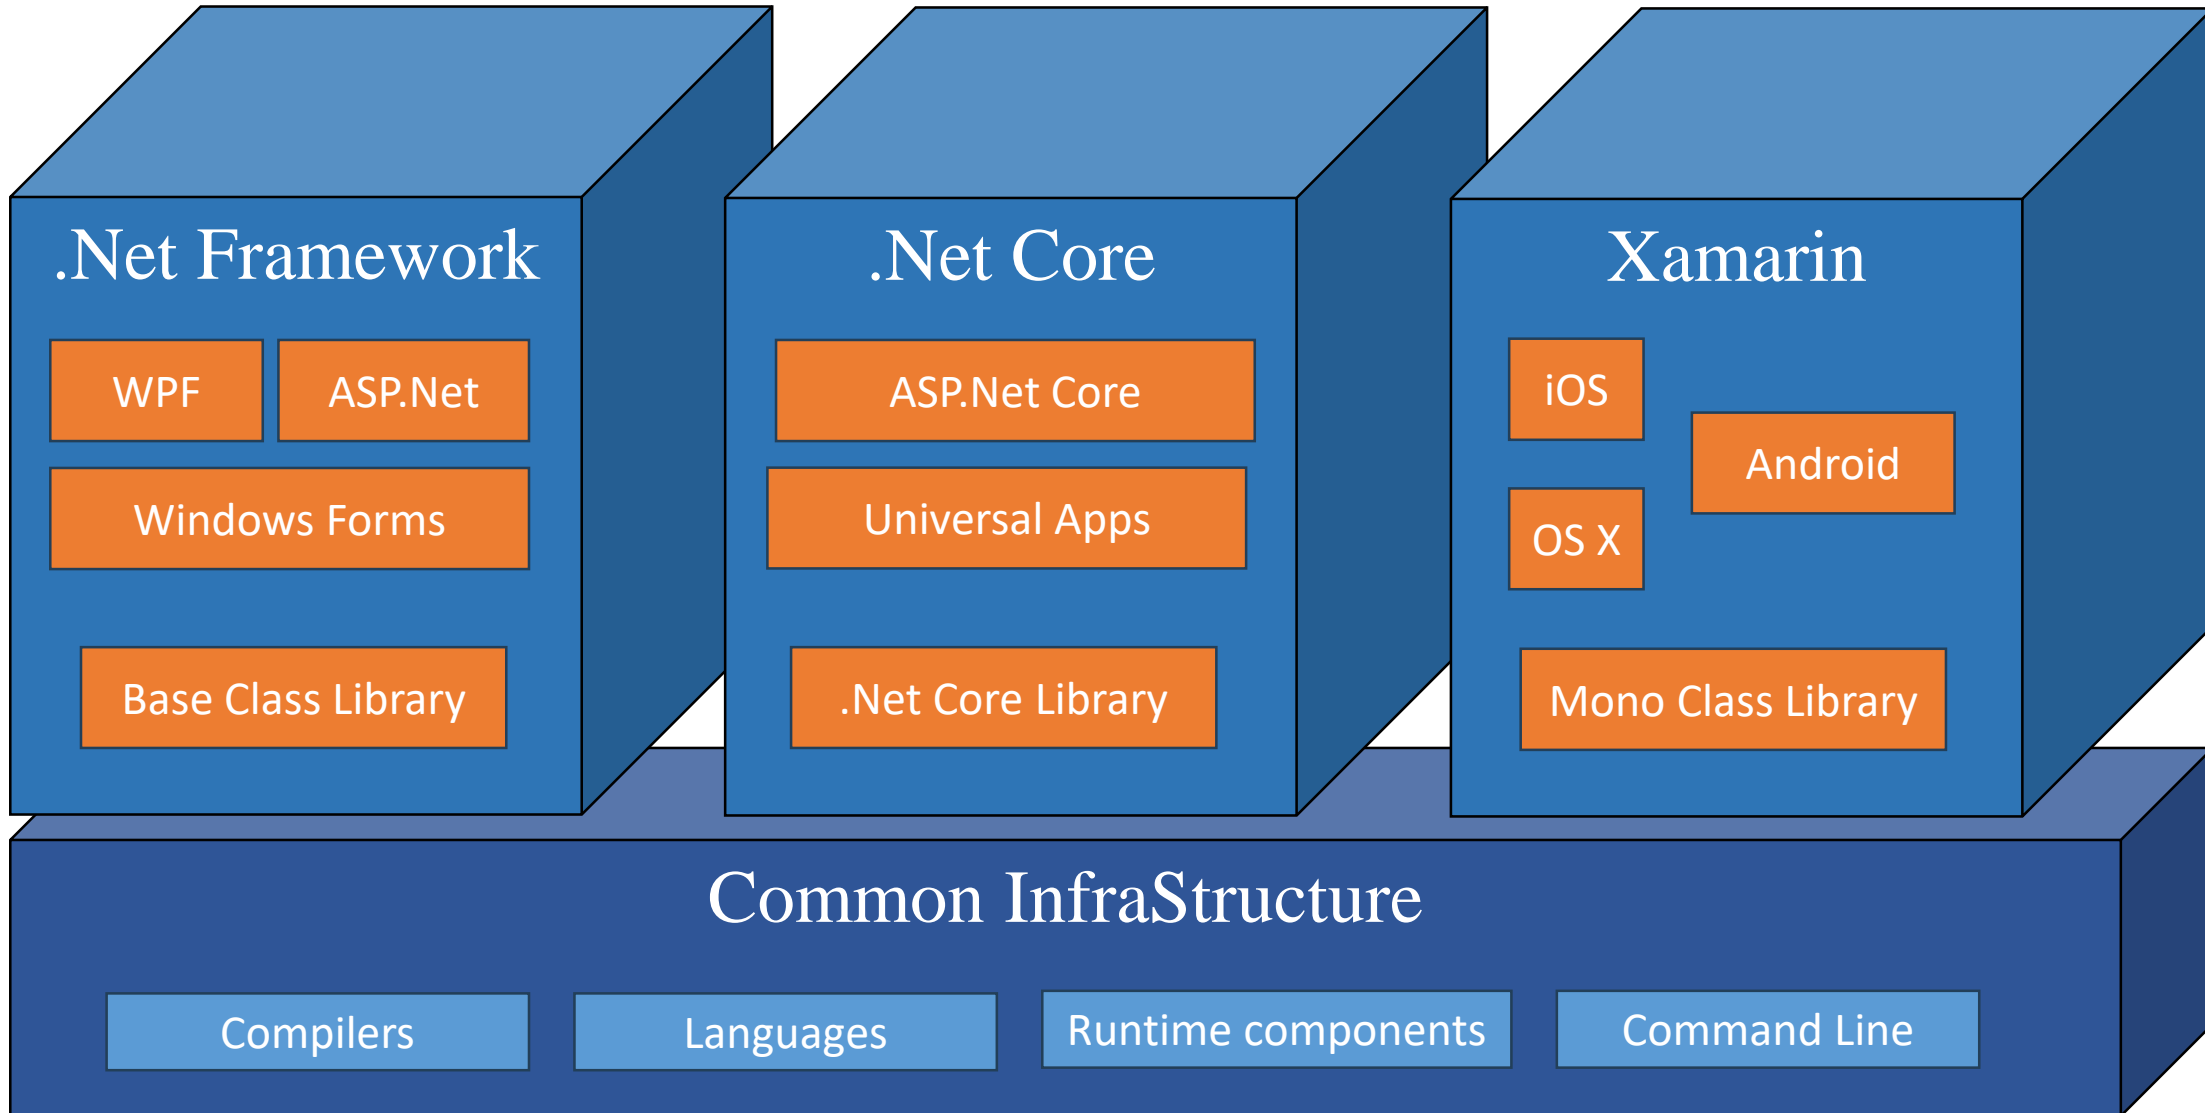 .Net Framework
WPF
ASP.Net
Windows Forms
Base Class Library
.Net Core
ASP.Net Core
Universal Apps
.Net Core Library
Xamarin
iOS
Android
OS X
Mono Class Library
Common InfraStructure
Compilers
Languages
Runtime components
Command Line